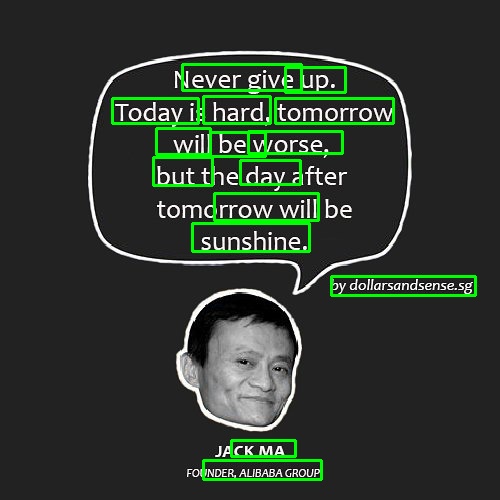 Never give up.
Today is hard, tomorrow
will be worse,
but the day after
tomorrow will be
sunshine.
by dollarsandsense.sg
JACK MA
FOUNDER, ALIBABA GROUP